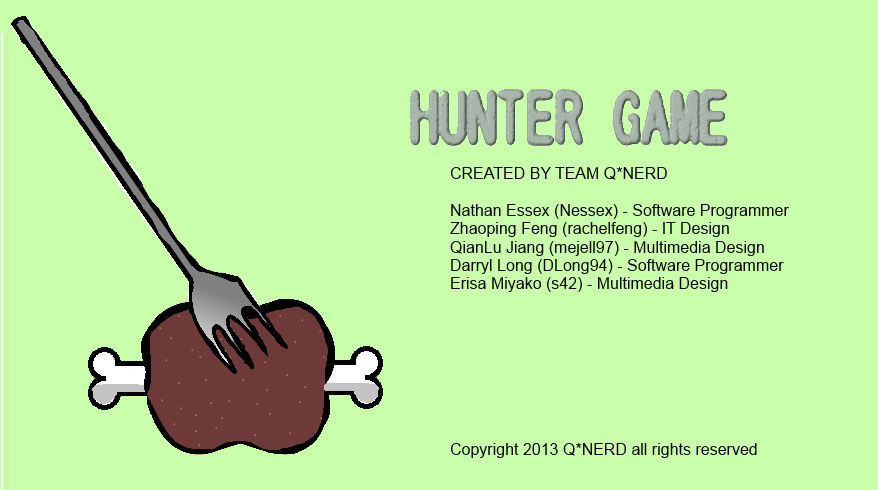 HUNTER GAME
CREATED BY TEAM Q*NERD
Nathan Essex (Nessex) - Software Programmer
Zhaoping Feng (rachelfeng) - IT Design
QianLu Jiang (mejell97) - Multimedia Design
Darryl Long (DLong94) - Software Programmer
Erisa Miyako (s42) - Multimedia Design
Copyright 2013 Q*NERD all rights reserved